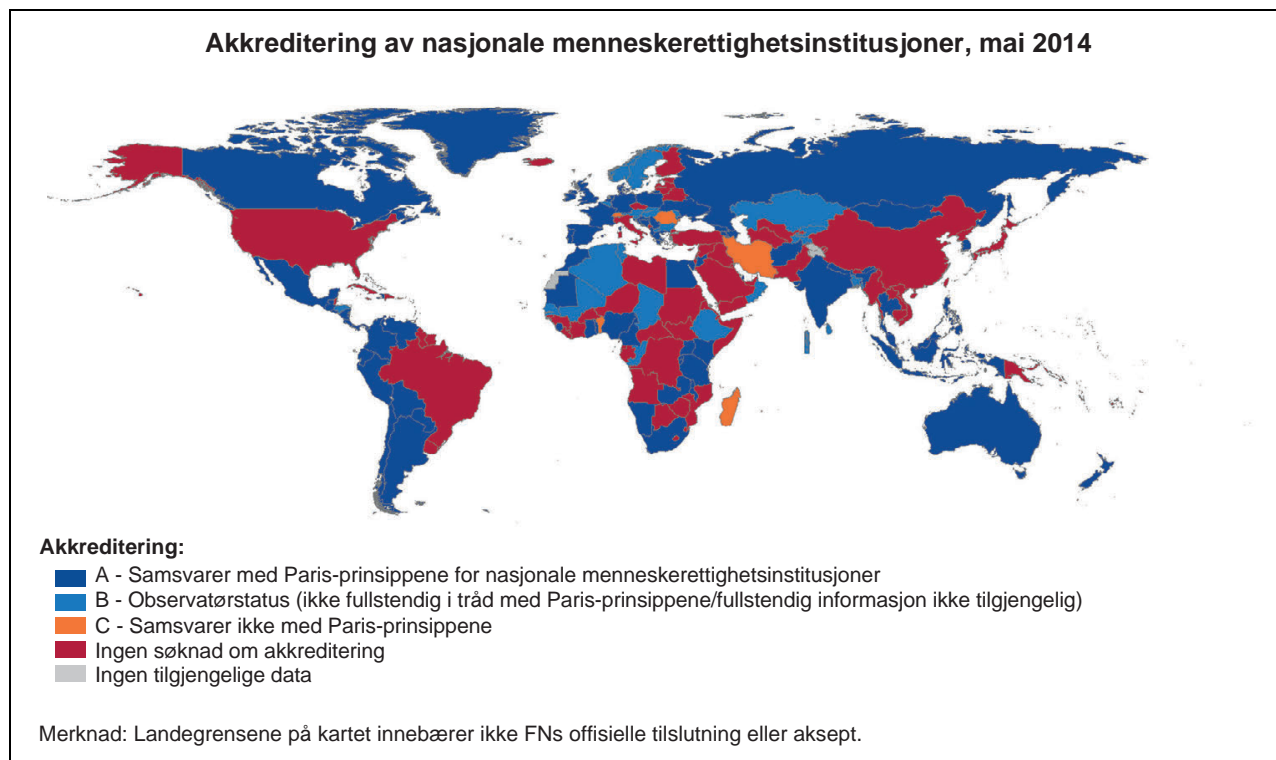 Akkreditering av nasjonale menneskerettighetsinstitusjoner, mai 2014
Akkreditering:
A - Samsvarer med Paris-prinsippene for nasjonale menneskerettighetsinstitusjoner
B - Observatørstatus (ikke fullstendig i tråd med Paris-prinsippene/fullstendig informasjon ikke tilgjengelig)
C - Samsvarer ikke med Paris-prinsippene
Ingen søknad om akkreditering
Ingen tilgjengelige data
Merknad: Landegrensene på kartet innebærer ikke FNs offisielle tilslutning eller aksept.